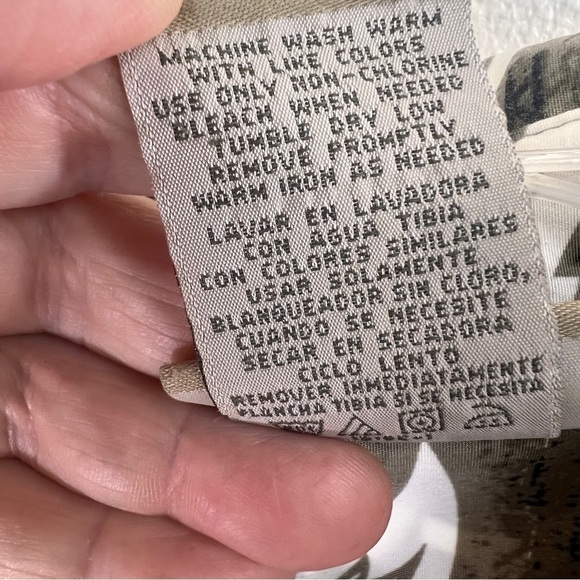 MACHINE WASH WARM
WITH LIKE COLORS
USE ONLY NON-CHLORINE
BLEACH WHEN NEEDED
TUMBLE DRY LOW
REMOVE PROMPTLY
WARM IRON AS NEEDED
LAVAR EN LAVADORA
CON AGUA TIBIA
CON COLORES SIMILARES
USAR SOLAMENTE
BLANQUEADOR SIN CLORO,
CUANDO SE NECESITE
SECAR EN SECADORA
CICLO LENTO
REMOVER INMEDIATAMENTE
PLANCHA TIBIA SI SE NECESITA